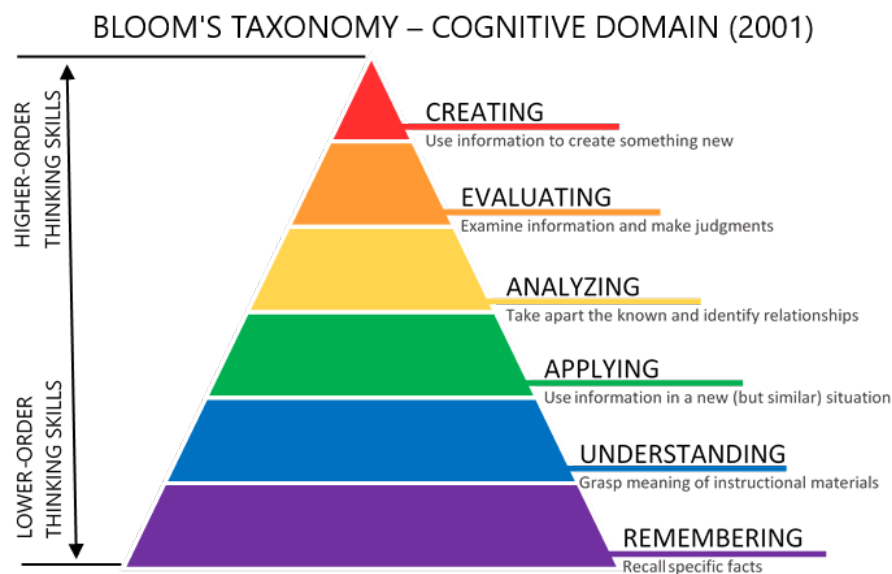 BLOOM'S TAXONOMY – COGNITIVE DOMAIN (2001)
HIGHER-ORDER
THINKING SKILLS
LOWER-ORDER
THINKING SKILLS
CREATING
Use information to create something new
EVALUATING
Examine information and make judgments
ANALYZING
Take apart the known and identify relationships
APPLYING
Use information in a new (but similar) situation
UNDERSTANDING
Grasp meaning of instructional materials
REMEMBERING
Recall specific facts